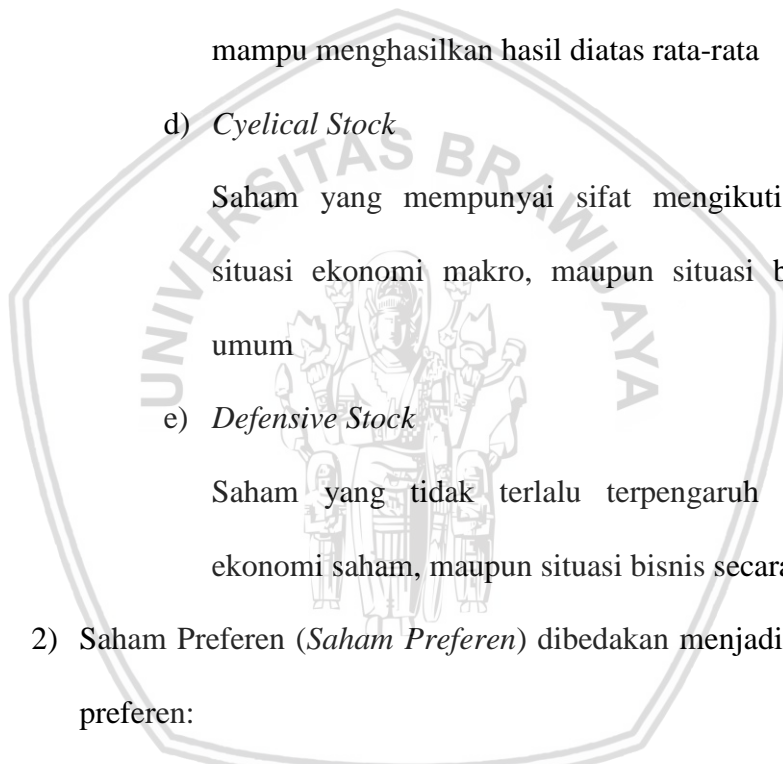 mampu menghasilkan hasil diatas rata-rata
d) Cyelical Stock
Saham yang mempunyai sifat mengikuti
situasi ekonomi makro, maupun situasi
umum
e) Defensive Stock
Saham yang tidak terlalu terpengaruh
ekonomi saham, maupun situasi bisnis
2) Saham Preferen (Saham Preferen) dibedakan menjadi
preferen:
UNIVERSITAS BRAWIJAYA